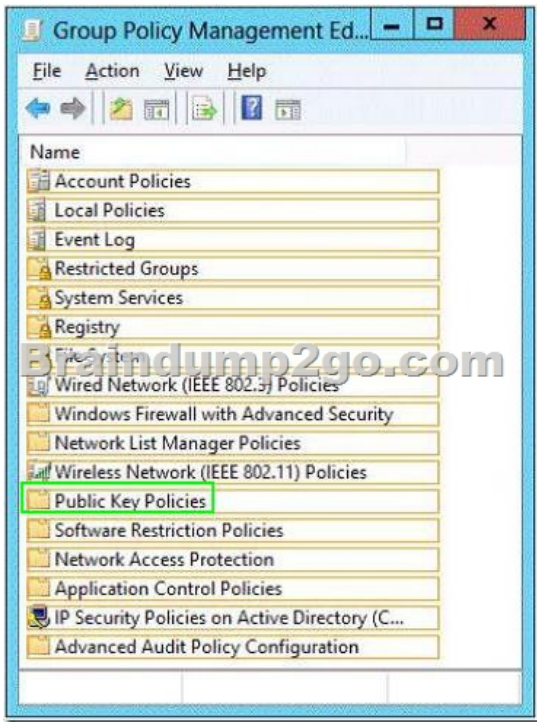 Group Policy Management Ed...
File Action View Help
Name
Account Policies
Local Policies
Event Log
Restricted Groups
System Services
Registry
File System
Braindump2go.com
Wired Network (IEEE 802.3) Policies
Windows Firewall with Advanced Security
Network List Manager Policies
Wireless Network (IEEE 802.11) Policies
Public Key Policies
Software Restriction Policies
Network Access Protection
Application Control Policies
IP Security Policies on Active Directory (C...
Advanced Audit Policy Configuration